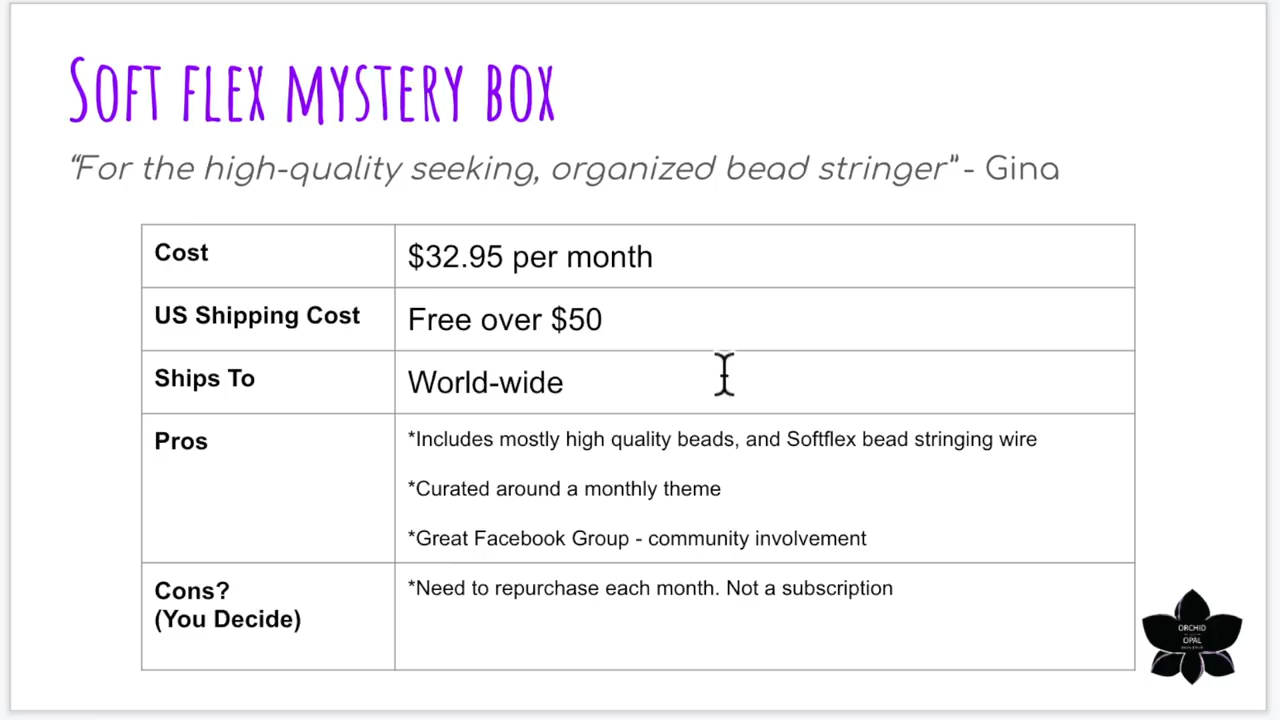 Soft flex mystery box
“For the high-quality seeking, organized bead stringer” - Gina
Cost
$32.95 per month
US Shipping Cost
Free over $50
Ships To
World-wide
Pros
*Includes mostly high quality beads, and Softflex bead stringing wire
*Curated around a monthly theme
*Great Facebook Group - community involvement
Cons?
(You Decide)
*Need to repurchase each month. Not a subscription
ORCHID
OPAL